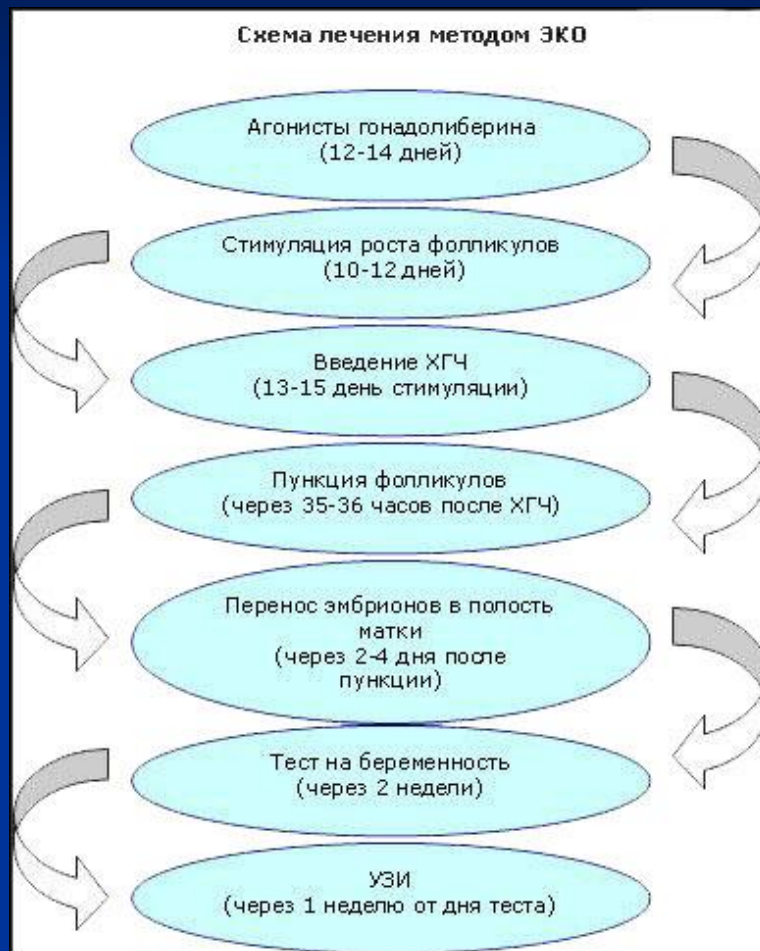 Схема лечения методом ЭКО
Агонисты гонадолиберина
(12-14 дней)
Стимуляция роста фолликулов
(10-12 дней)
Введение ХГЧ
(13-15 день стимуляции)
Пункция фолликулов
(через 35-36 часов после ХГЧ)
Перенос эмбрионов в полость
матки
(через 2-4 дня после
пункции)
Тест на беременность
(через 2 недели)
УЗИ
(через 1 неделю от дня теста)